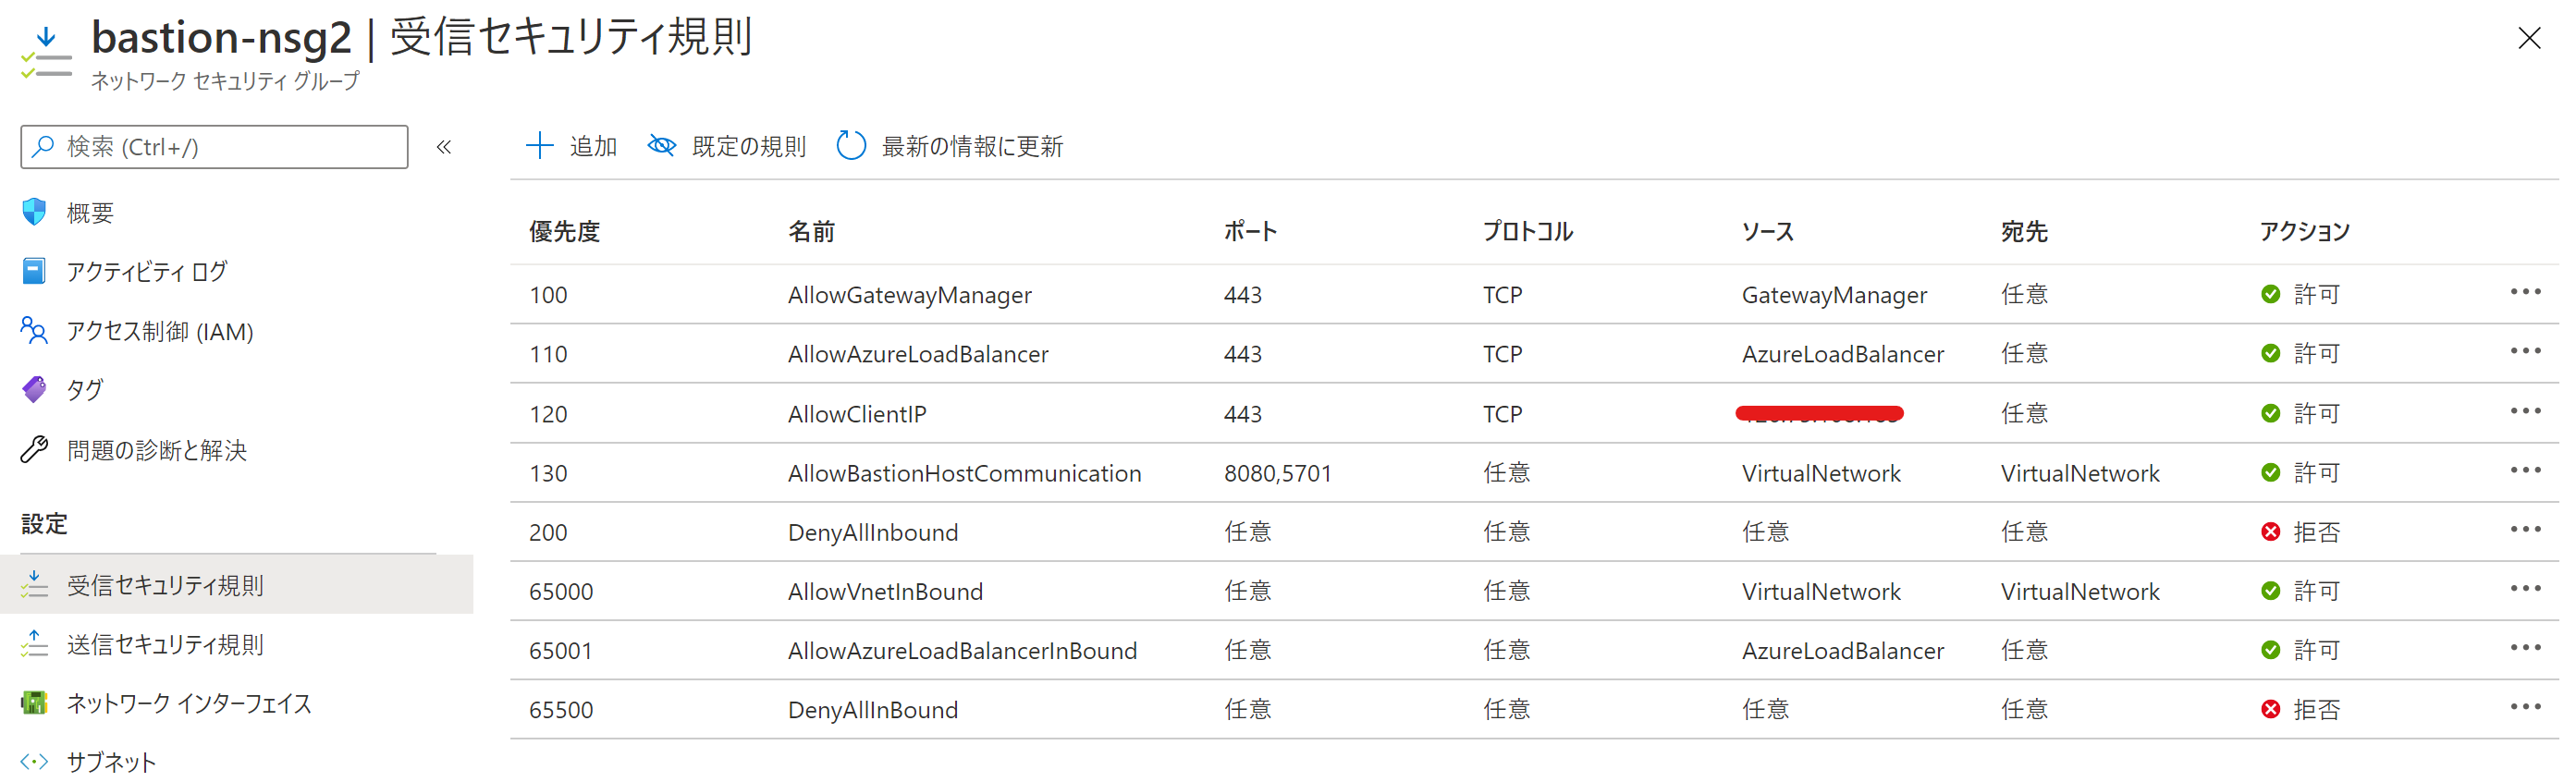 bastion-nsg2 | 受信セキュリティ規則
ネットワーク セキュリティ グループ
検索 (Ctrl+/)
«
追加 既定の規則 最新の情報に更新
概要
アクティビティ ログ
アクセス制御 (IAM)
タグ
問題の診断と解決
設定
受信セキュリティ規則
送信セキュリティ規則
ネットワーク インターフェイス
サブネット
優先度 名前 ポート プロトコル ソース 宛先 アクション
100 AllowGatewayManager 443 TCP GatewayManager 任意 許可
110 AllowAzureLoadBalancer 443 TCP AzureLoadBalancer 任意 許可
120 AllowClientIP 443 TCP 任意 許可
130 AllowBastionHostCommunication 8080,5701 任意 VirtualNetwork VirtualNetwork 許可
200 DenyAllInbound 任意 任意 任意 任意 拒否
65000 AllowVnetInBound 任意 任意 VirtualNetwork VirtualNetwork 許可
65001 AllowAzureLoadBalancerInBound 任意 任意 AzureLoadBalancer 任意 許可
65500 DenyAllInBound 任意 任意 任意 任意 拒否